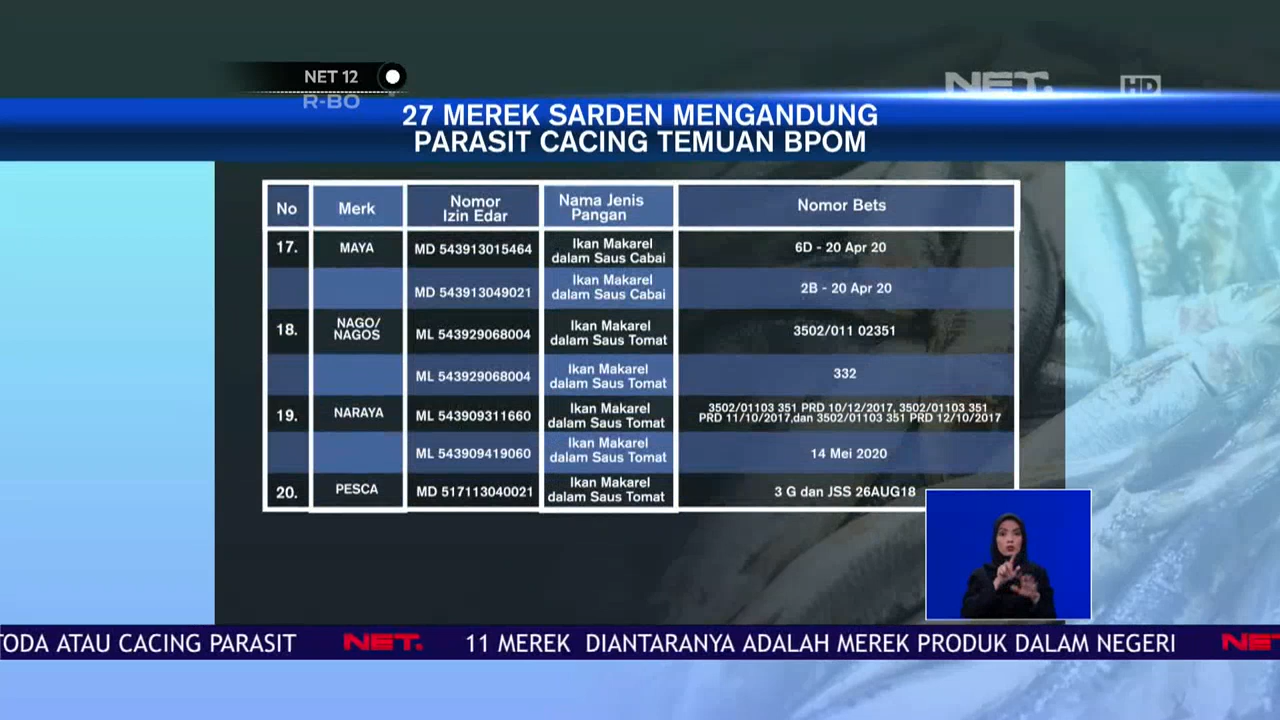 NET 12
R-BO
NET.
HD
27 MEREK SARDEN MENGANDUNG
PARASIT CACING TEMUAN BPOM
No
Merk
Nomor
Izin Edar
Nama Jenis
Pangan
Nomor Bets
17.
MAYA
MD 543913015464
Ikan Makarel
dalam Saus Cabai
6D - 20 Apr 20
MD 543913049021
Ikan Makarel
dalam Saus Cabai
2B - 20 Apr 20
18.
NAGO/
NAGOS
ML 543929068004
Ikan Makarel
dalam Saus Tomat
3502/011 02351
ML 543929068004
Ikan Makarel
dalam Saus Tomat
332
19.
NARAYA
ML 543909311660
Ikan Makarel
dalam Saus Tomat
3502/01103 351 PRD 10/12/2017, 3502/01103 351
PRD 11/10/2017,dan 3502/01103 351 PRD 12/10/2017
ML 543909419060
Ikan Makarel
dalam Saus Tomat
14 Mei 2020
20.
PESCA
MD 517113040021
Ikan Makarel
dalam Saus Tomat
3 G dan JSS 26AUG18
TODA ATAU CACING PARASIT NET. 11 MEREK DIANTARANYA ADALAH MEREK PRODUK DALAM NEGERI NE